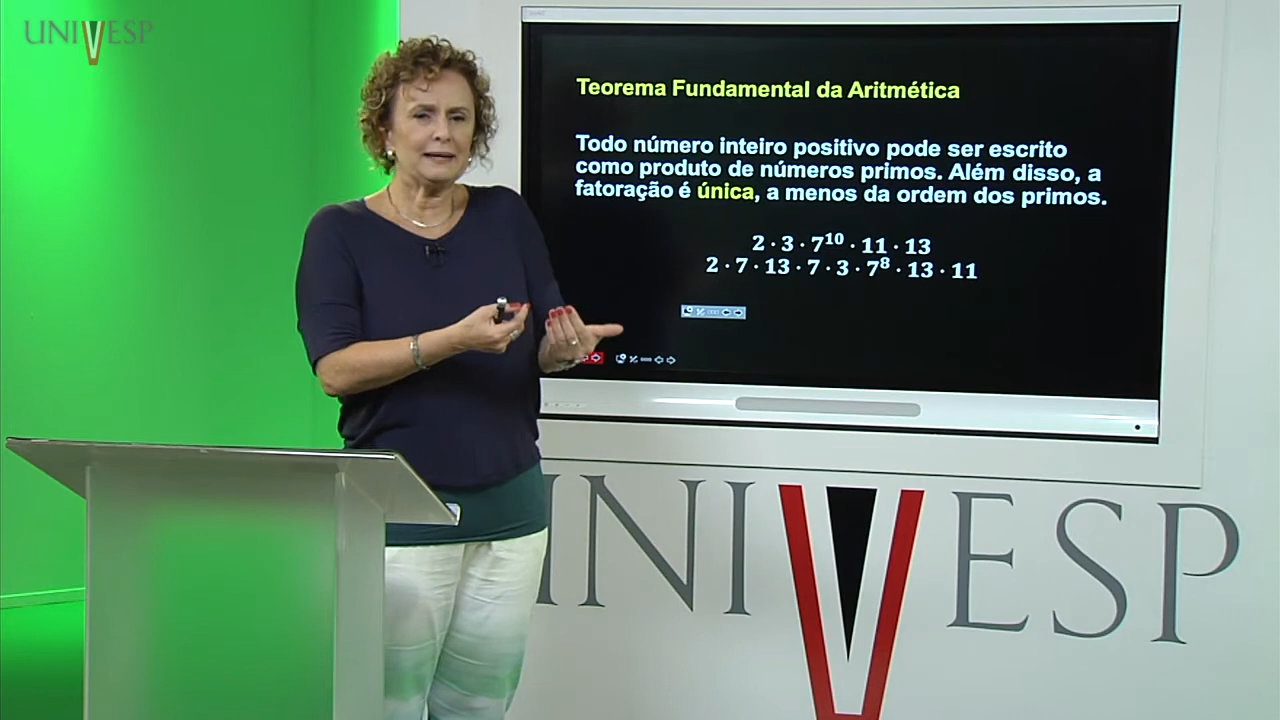 UNIVESP
Teorema Fundamental da Aritmética
Todo número inteiro positivo pode ser escrito
como produto de números primos. Além disso, a
fatoração é única, a menos da ordem dos primos.
2 · 3 · 7¹⁰ · 11 · 13
2 · 7 · 13 · 7 · 3 · 7⁸ · 13 · 11
UNIVESP